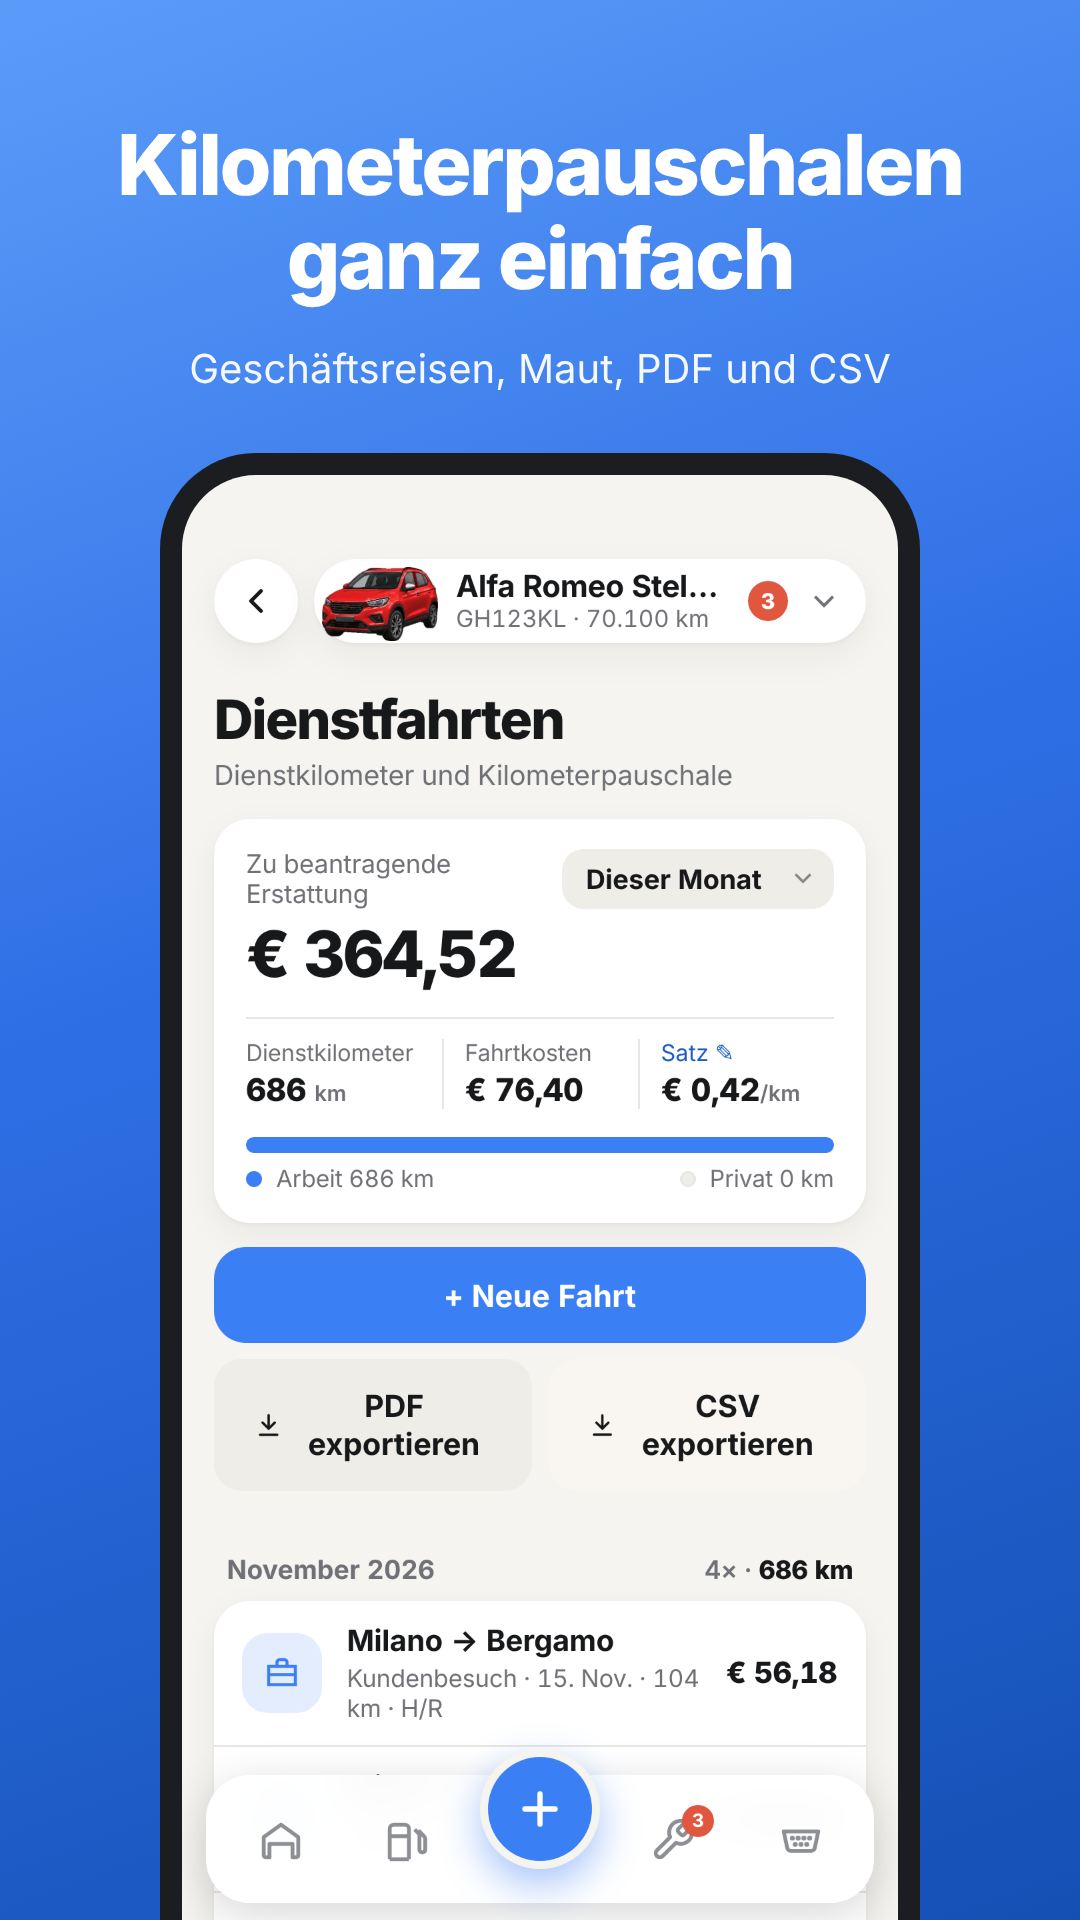 Kilometerpauschalen
ganz einfach
Geschäftsreisen, Maut, PDF und CSV
Alfa Romeo Stel...
GH123KL · 70.100 km
3
Dienstfahrten
Dienstkilometer und Kilometerpauschale
Zu beantragende
Erstattung
Dieser Monat
€ 364,52
Dienstkilometer
686 km
Fahrtkosten
€ 76,40
Satz ✎
€ 0,42/km
Arbeit 686 km
Privat 0 km
+ Neue Fahrt
PDF
exportieren
CSV
exportieren
November 2026
4× · 686 km
Milano → Bergamo
Kundenbesuch · 15. Nov. · 104
km · H/R
€ 56,18
3